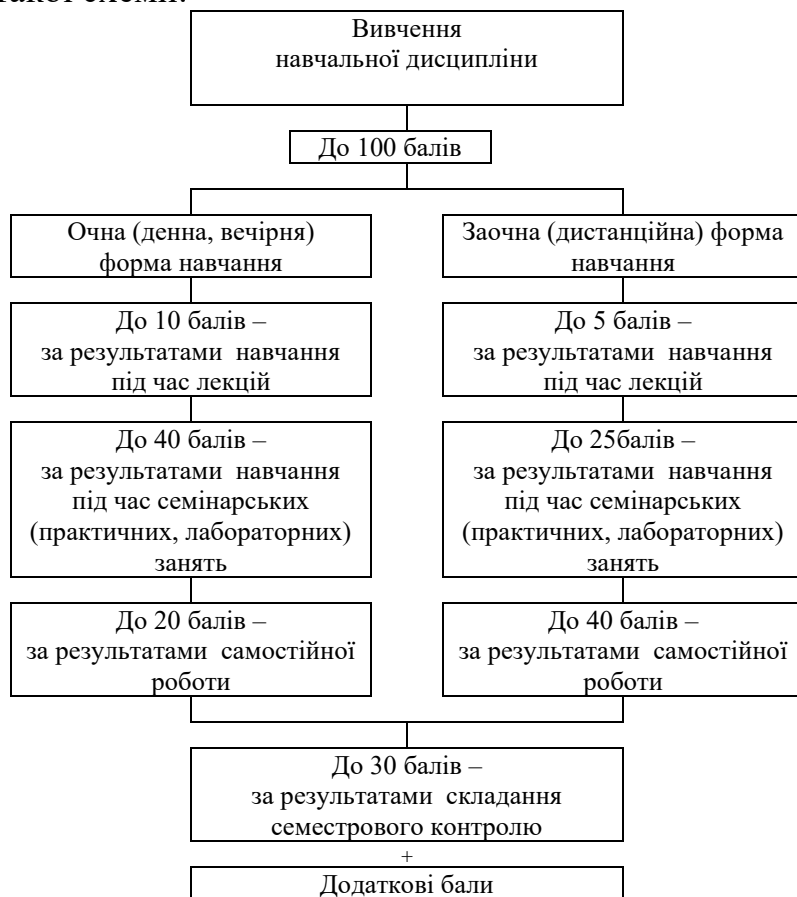 Вивчення
навчальної дисципліни
До 100 балів
Очна (денна, вечірня)
форма навчання
Заочна (дистанційна) форма
навчання
До 10 балів –
за результатами навчання
під час лекцій
До 5 балів –
за результатами навчання
під час лекцій
До 40 балів –
за результатами навчання
під час семінарських
(практичних, лабораторних)
занять
До 25балів –
за результатами навчання
під час семінарських
(практичних, лабораторних)
занять
До 20 балів –
за результатами самостійної
роботи
До 40 балів –
за результатами самостійної
роботи
До 30 балів –
за результатами складання
семестрового контролю
+
Додаткові бали